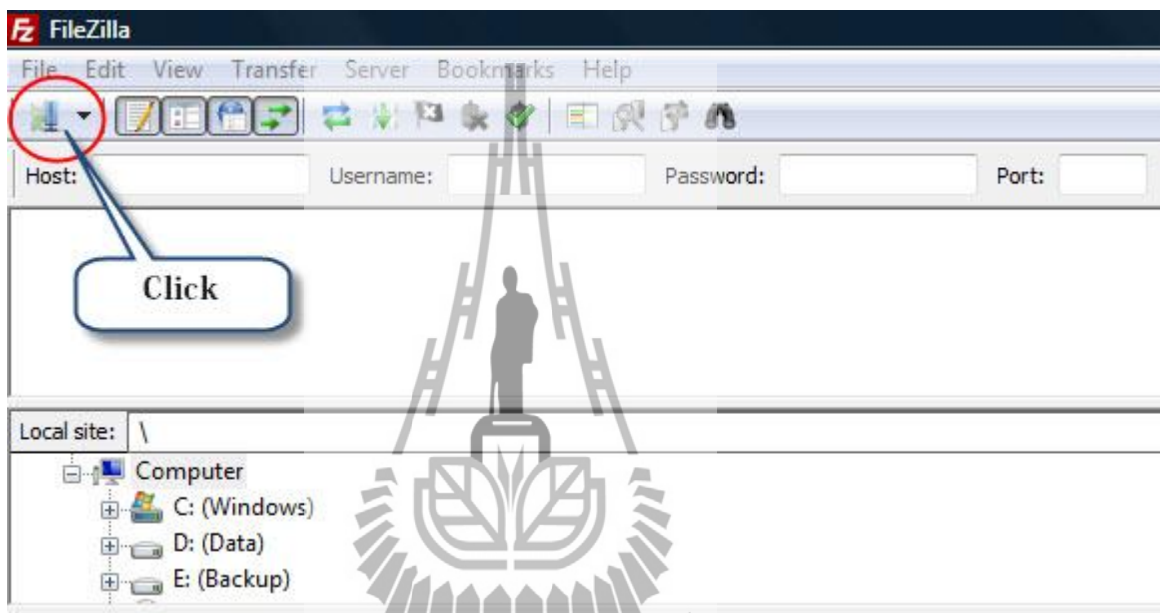 Fz FileZilla
File Edit View Transfer Server Bookmarks Help
Host: Username: Password: Port:
Click
Local site: \
Computer
C: (Windows)
D: (Data)
E: (Backup)